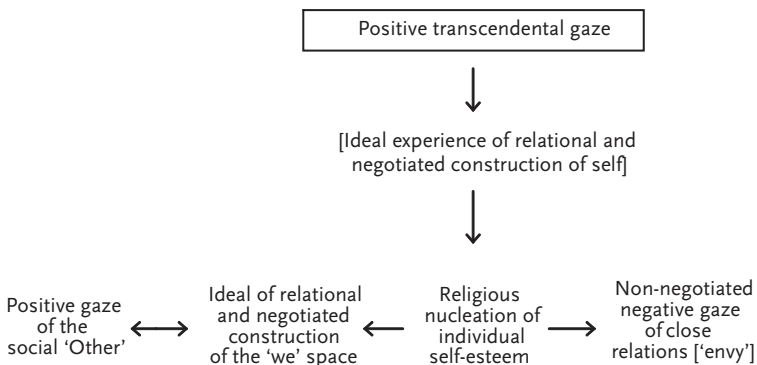 Positive transcendental gaze
[Ideal experience of relational and
negotiated construction of self]
Positive gaze
of the
social ‘Other’
Ideal of relational
and negotiated
construction
of the ‘we’ space
Religious
nucleation of
individual
self-esteem
Non-negotiated
negative gaze
of close
relations [‘envy’]